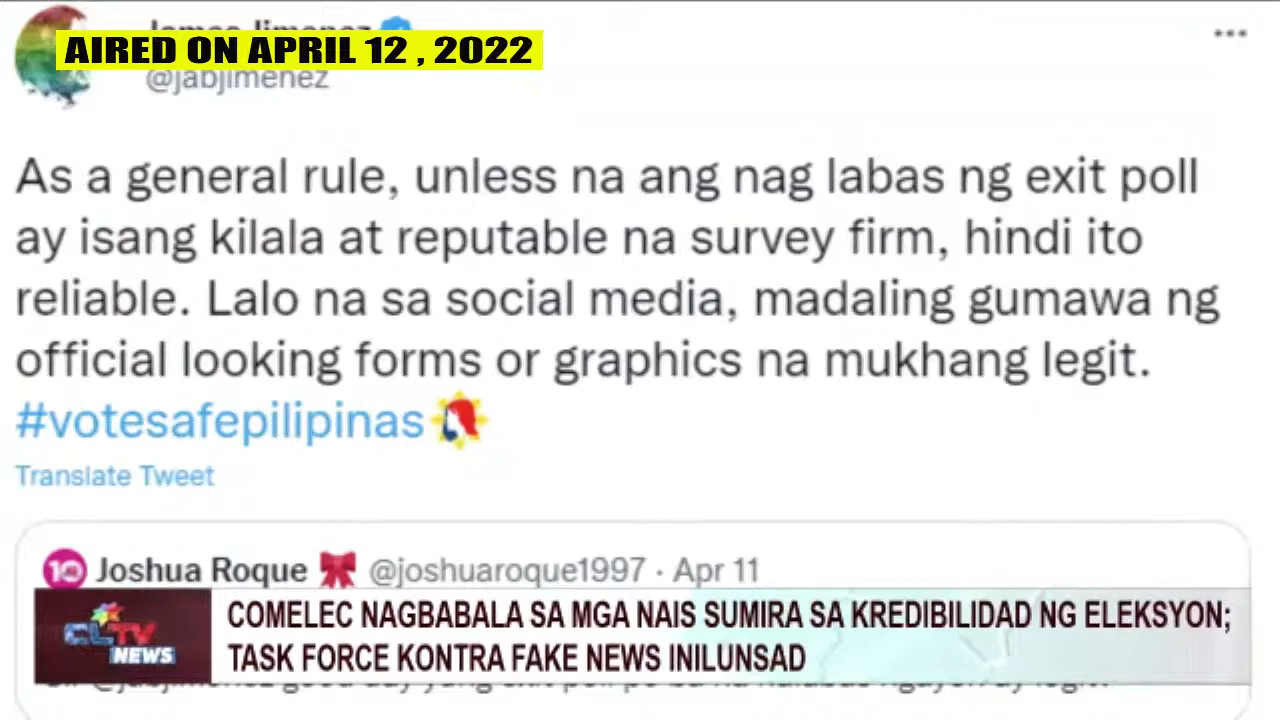 James Jimenez
AIRED ON APRIL 12 , 2022
@jabjimenez
As a general rule, unless na ang nag labas ng exit poll
ay isang kilala at reputable na survey firm, hindi ito
reliable. Lalo na sa social media, madaling gumawa ng
official looking forms or graphics na mukhang legit.
#votesafepilipinas
Translate Tweet
Joshua Roque @joshuaroque1997 · Apr 11
COMELEC NAGBABALA SA MGA NAIS SUMIRA SA KREDIBILIDAD NG ELEKSYON;
CLTV
NEWS
TASK FORCE KONTRA FAKE NEWS INILUNSAD